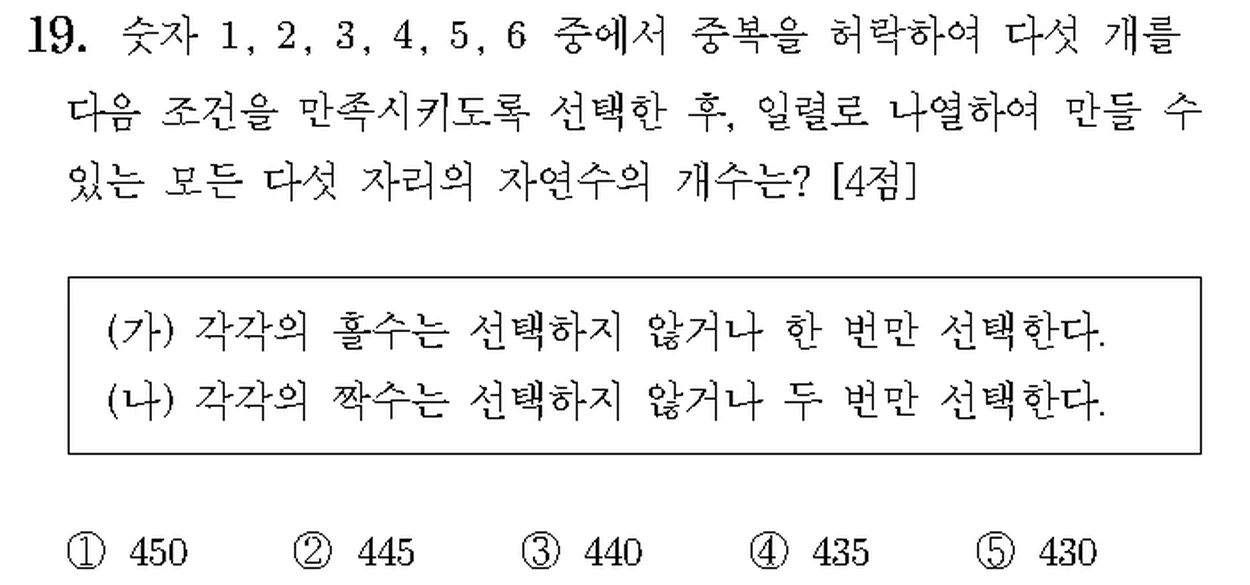 19. 숫자 1, 2, 3, 4, 5, 6 중에서 중복을 허락하여 다섯 개를
다음 조건을 만족시키도록 선택한 후, 일렬로 나열하여 만들 수
있는 모든 다섯 자리의 자연수의 개수는? [4점]
(가) 각각의 홀수는 선택하지 않거나 한 번만 선택한다.
(나) 각각의 짝수는 선택하지 않거나 두 번만 선택한다.
① 450 ② 445 ③ 440 ④ 435 ⑤ 430